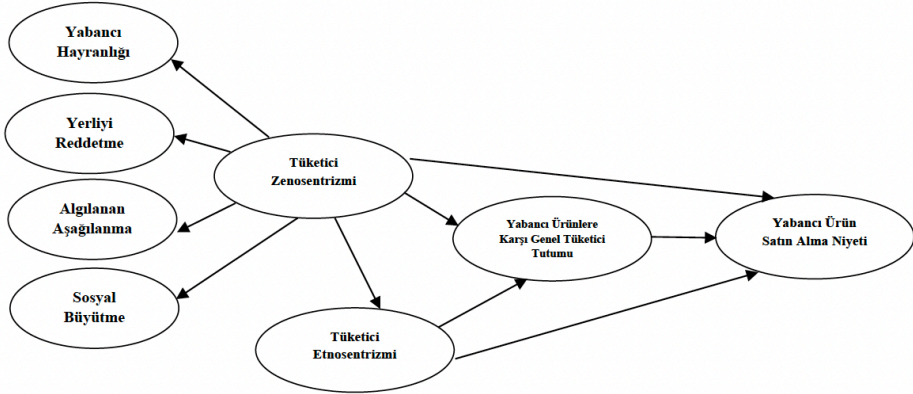 Yabancı
Hayranlığı
Yerliyi
Reddetme
Algılanan
Aşağılanma
Sosyal
Büyütme
Tüketici
Zenosentrizmi
Yabancı Ürünlere
Karşı Genel Tüketici
Tutumu
Tüketici
Etnosentrizmi
Yabancı Ürün
Satın Alma Niyeti